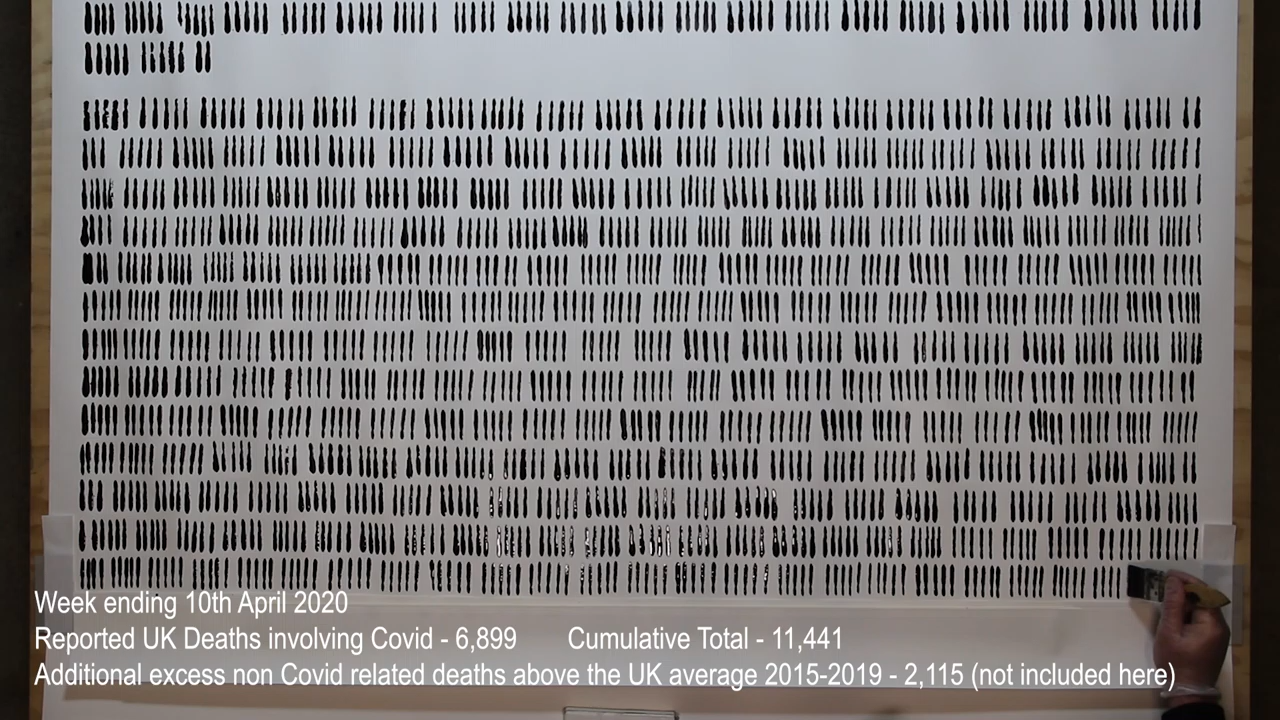 Week ending 10th April 2020
Reported UK Deaths involving Covid - 6,899 Cumulative Total - 11,441
Additional excess non Covid related deaths above the UK average 2015-2019 - 2,115 (not included here)